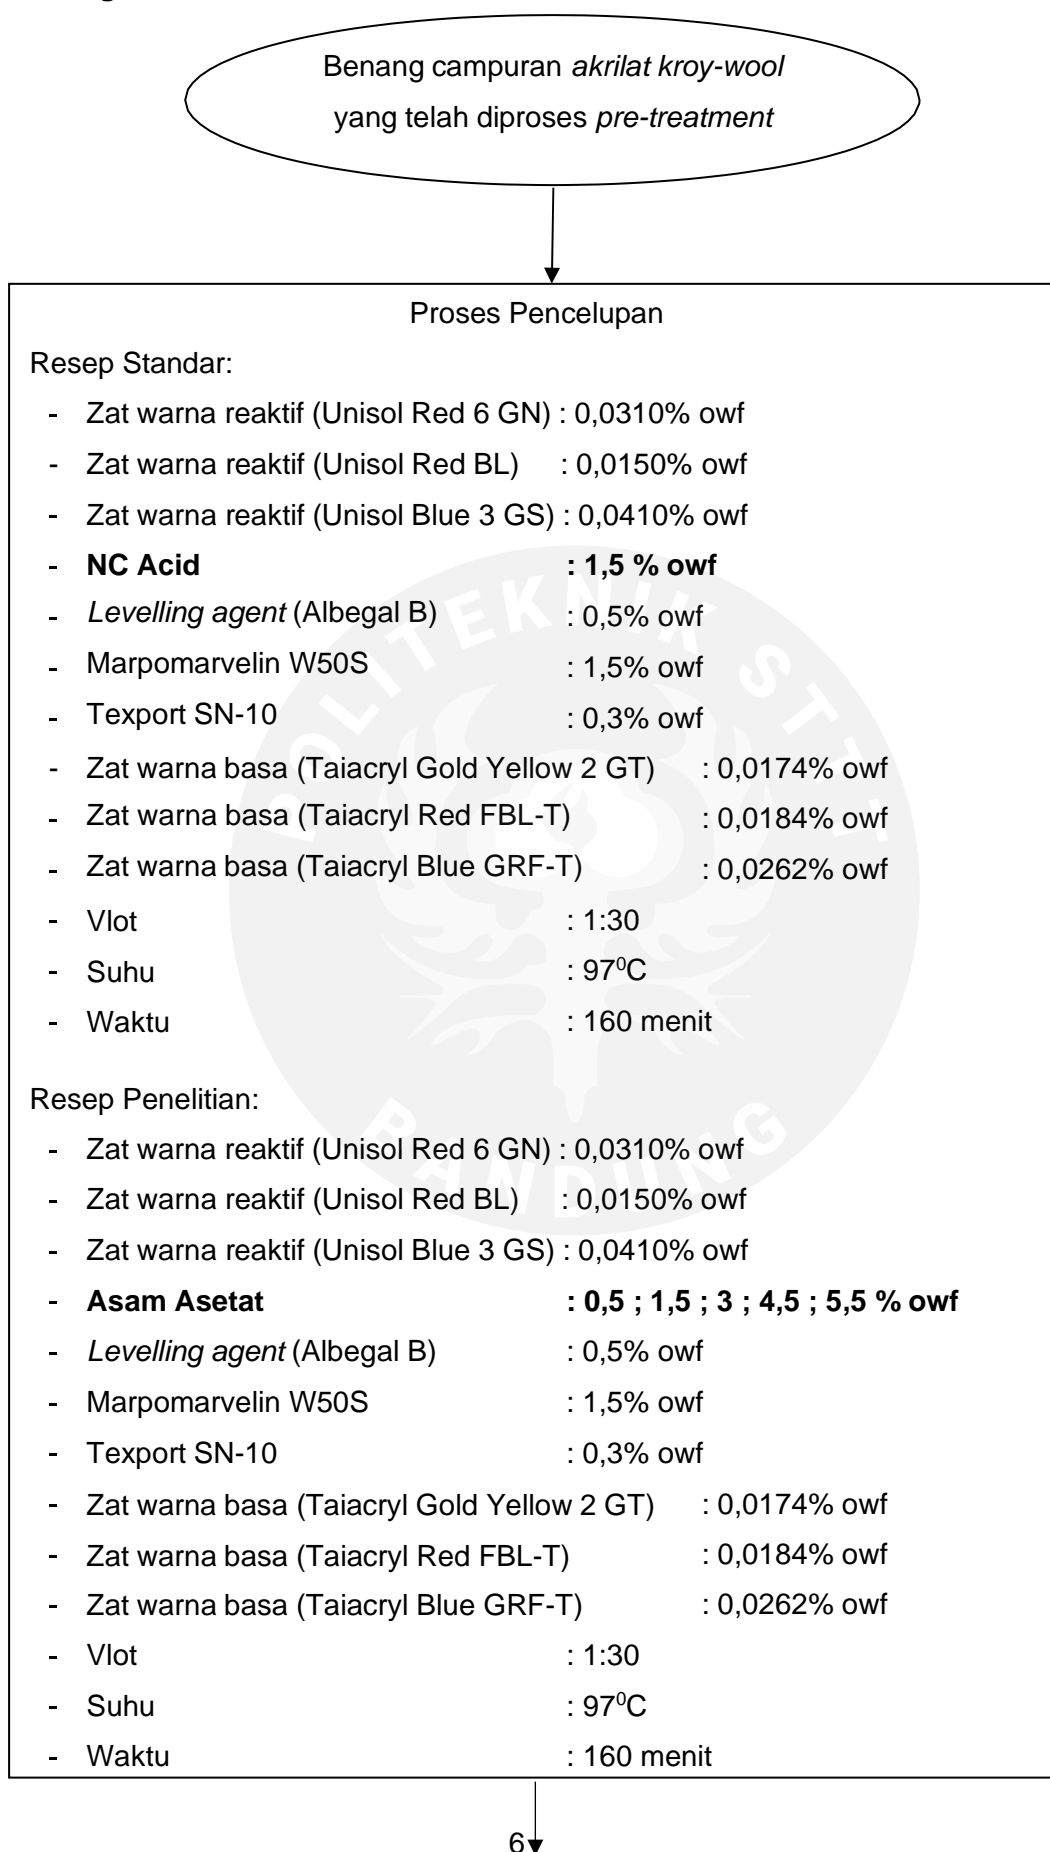 Benang campuran akrilat kroy-wool
yang telah diproses pre-treatment
Proses Pencelupan
Resep Standar:
- Zat warna reaktif (Unisol Red 6 GN) : 0,0310% owf
- Zat warna reaktif (Unisol Red BL) : 0,0150% owf
- Zat warna reaktif (Unisol Blue 3 GS) : 0,0410% owf
- NC Acid : 1,5 % owf
- Levelling agent (Albegal B) : 0,5% owf
- Marpomarvelin W50S : 1,5% owf
- Texport SN-10 : 0,3% owf
- Zat warna basa (Taiacryl Gold Yellow 2 GT) : 0,0174% owf
- Zat warna basa (Taiacryl Red FBL-T) : 0,0184% owf
- Zat warna basa (Taiacryl Blue GRF-T) : 0,0262% owf
- Vlot : 1:30
- Suhu : 97⁰C
- Waktu : 160 menit
Resep Penelitian:
- Zat warna reaktif (Unisol Red 6 GN) : 0,0310% owf
- Zat warna reaktif (Unisol Red BL) : 0,0150% owf
- Zat warna reaktif (Unisol Blue 3 GS) : 0,0410% owf
- Asam Asetat : 0,5 ; 1,5 ; 3 ; 4,5 ; 5,5 % owf
- Levelling agent (Albegal B) : 0,5% owf
- Marpomarvelin W50S : 1,5% owf
- Texport SN-10 : 0,3% owf
- Zat warna basa (Taiacryl Gold Yellow 2 GT) : 0,0174% owf
- Zat warna basa (Taiacryl Red FBL-T) : 0,0184% owf
- Zat warna basa (Taiacryl Blue GRF-T) : 0,0262% owf
- Vlot : 1:30
- Suhu : 97⁰C
- Waktu : 160 menit
6
POLITEKNIK STTT
BANDUNG